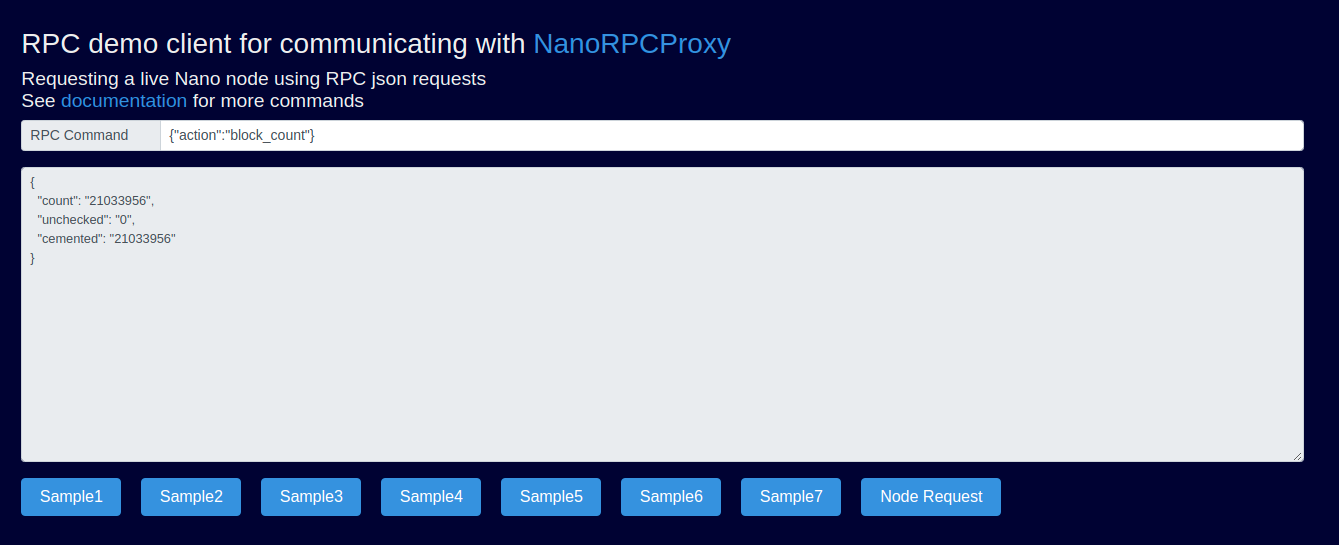 RPC demo client for communicating with NanoRPCProxy
Requesting a live Nano node using RPC json requests
See documentation for more commands
RPC Command {"action":"block_count"}
{
"count": "21033956",
"unchecked": "0",
"cemented": "21033956"
}
Sample1 Sample2 Sample3 Sample4 Sample5 Sample6 Sample7 Node Request